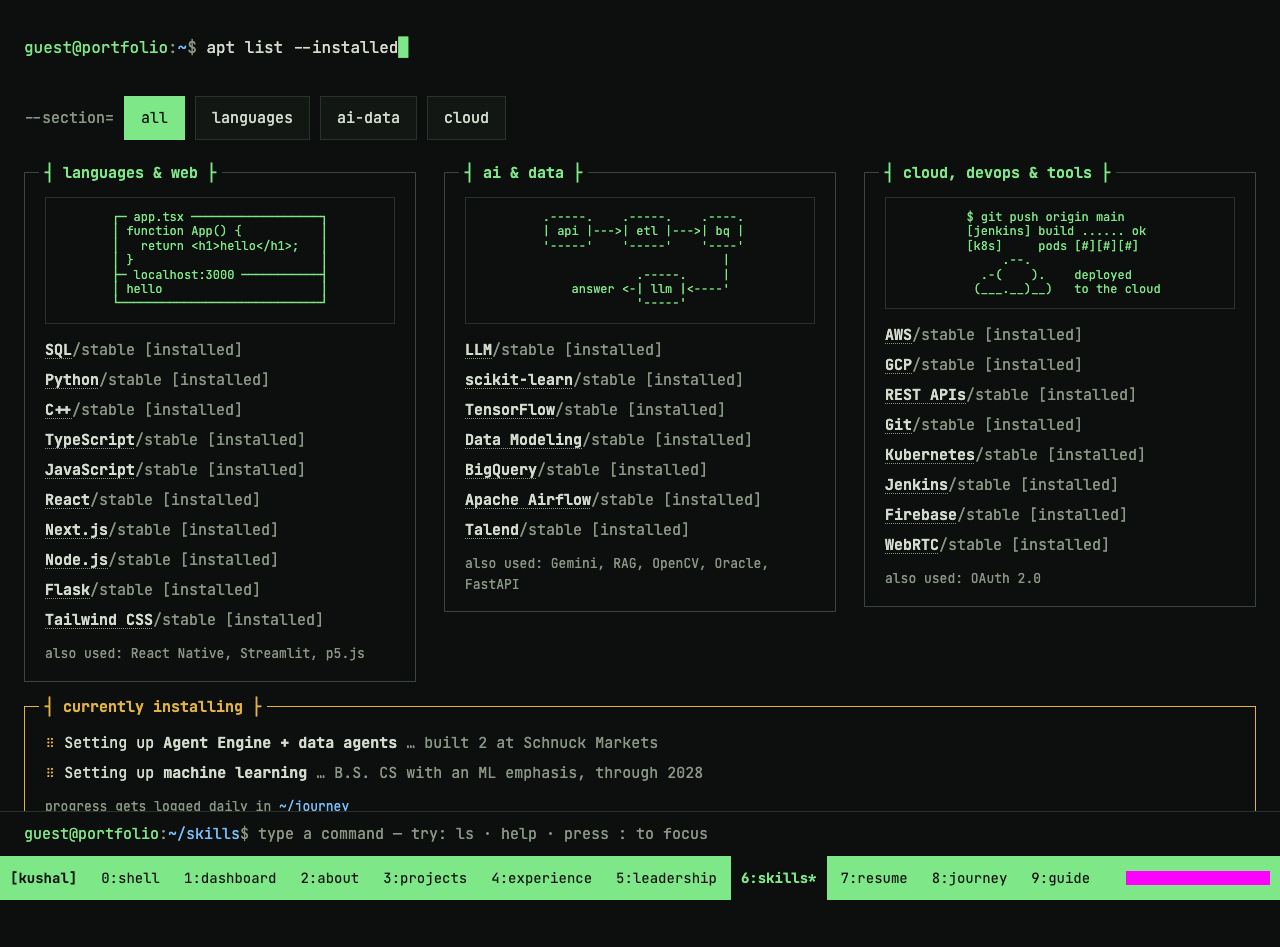 guest@portfolio:~$ apt list --installed
--section= all languages ai-data cloud
languages & web
app.tsx
function App() {
return <h1>hello</h1>;
}
localhost:3000
hello
SQL/stable [installed]
Python/stable [installed]
C++/stable [installed]
TypeScript/stable [installed]
JavaScript/stable [installed]
React/stable [installed]
Next.js/stable [installed]
Node.js/stable [installed]
Flask/stable [installed]
Tailwind CSS/stable [installed]
also used: React Native, Streamlit, p5.js
ai & data
.-----.    .-----.    .----.
| api |--->| etl |--->| bq |
'-----'    '-----'    '----'
|
.-----.     |
answer <-| llm |<----'
'-----'
LLM/stable [installed]
scikit-learn/stable [installed]
TensorFlow/stable [installed]
Data Modeling/stable [installed]
BigQuery/stable [installed]
Apache Airflow/stable [installed]
Talend/stable [installed]
also used: Gemini, RAG, OpenCV, Oracle,
FastAPI
cloud, devops & tools
$ git push origin main
[jenkins] build ...... ok
[k8s]     pods [#][#][#]
.--.
.-(    ).    deployed
(___.__)__)   to the cloud
AWS/stable [installed]
GCP/stable [installed]
REST APIs/stable [installed]
Git/stable [installed]
Kubernetes/stable [installed]
Jenkins/stable [installed]
Firebase/stable [installed]
WebRTC/stable [installed]
also used: OAuth 2.0
currently installing
⠿ Setting up Agent Engine + data agents … built 2 at Schnuck Markets
⠿ Setting up machine learning … B.S. CS with an ML emphasis, through 2028
progress gets logged daily in ~/journey
guest@portfolio:~/skills$ type a command — try: ls · help · press : to focus
[kushal] 0:shell 1:dashboard 2:about 3:projects 4:experience 5:leadership 6:skills* 7:resume 8:journey 9:guide